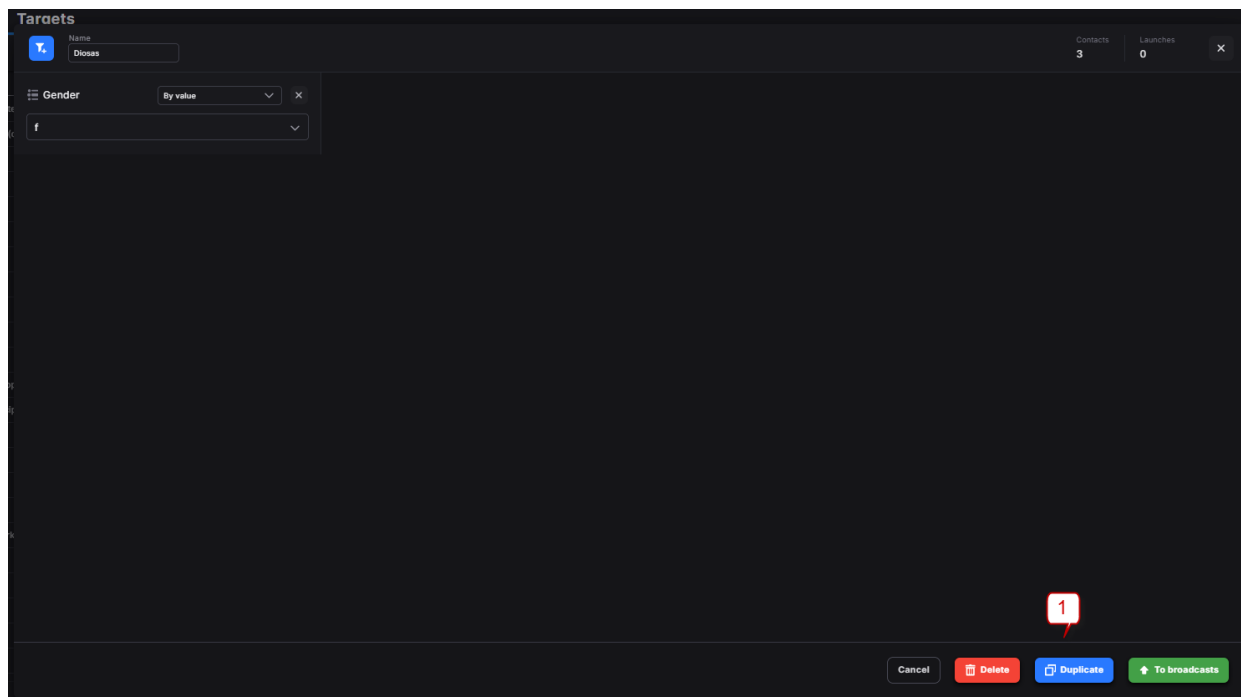 Targets
Name
Diosas
Contacts
3
Launches
0
Gender
By value
f
1
Cancel
Delete
Duplicate
To broadcasts